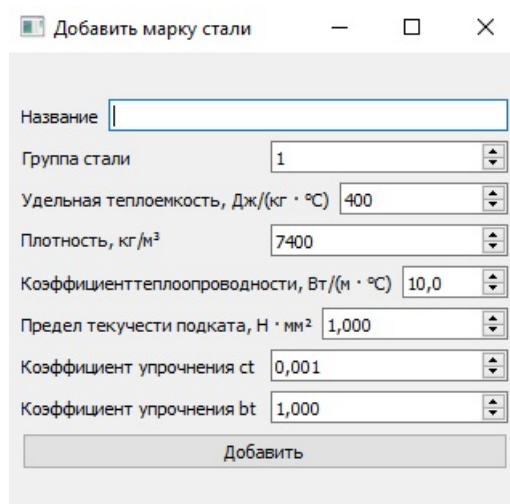 Добавить марку стали
Название
Группа стали 1
Удельная теплоемкость, Дж/(кг · °C) 400
Плотность, кг/м³ 7400
Коэффициенттеплоопроводности, Вт/(м · °C) 10,0
Предел текучести подката, Н · мм² 1,000
Коэффициент упрочнения ct 0,001
Коэффициент упрочнения bt 1,000
Добавить